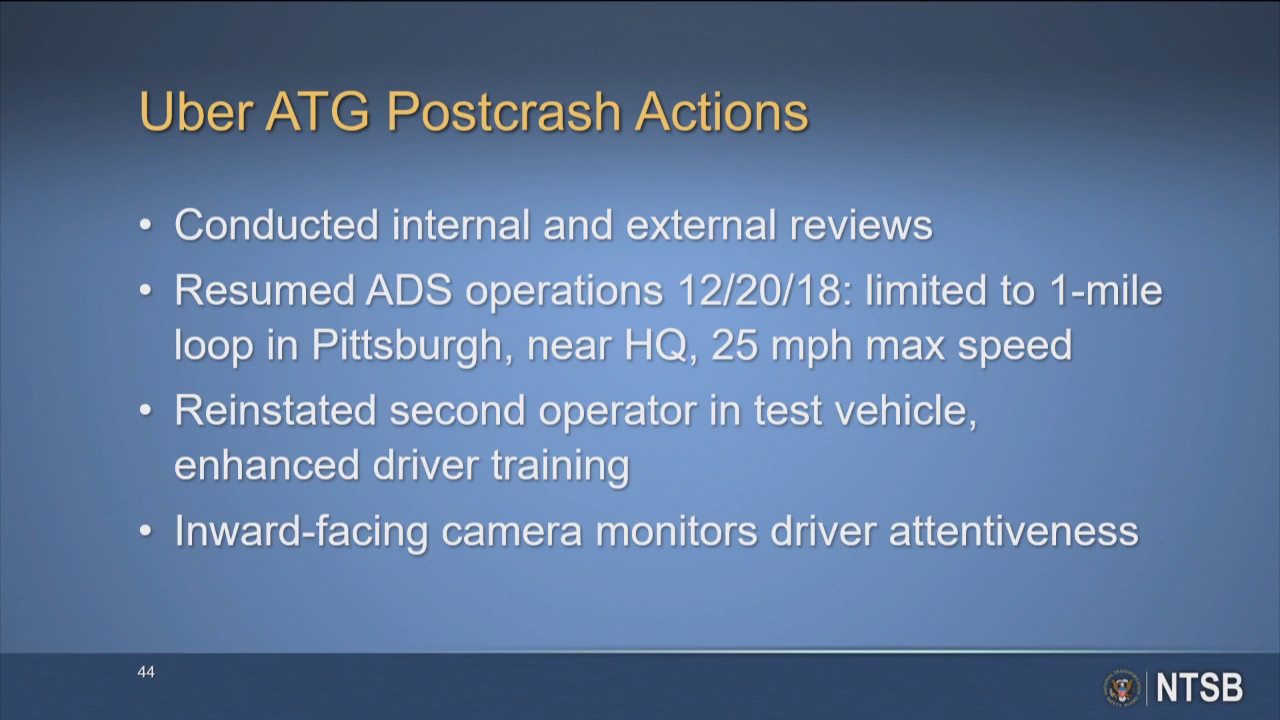 Uber ATG Postcrash Actions
• Conducted internal and external reviews
• Resumed ADS operations 12/20/18: limited to 1-mile
loop in Pittsburgh, near HQ, 25 mph max speed
• Reinstated second operator in test vehicle,
enhanced driver training
• Inward-facing camera monitors driver attentiveness
44
NTSB